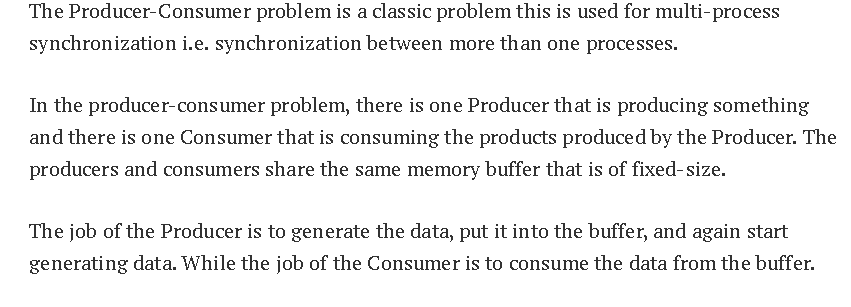 The Producer-Consumer problem is a classic problem this is used for multi-process
synchronization i.e. synchronization between more than one processes.
In the producer-consumer problem, there is one Producer that is producing something
and there is one Consumer that is consuming the products produced by the Producer. The
producers and consumers share the same memory buffer that is of fixed-size.
The job of the Producer is to generate the data, put it into the buffer, and again start
generating data. While the job of the Consumer is to consume the data from the buffer.